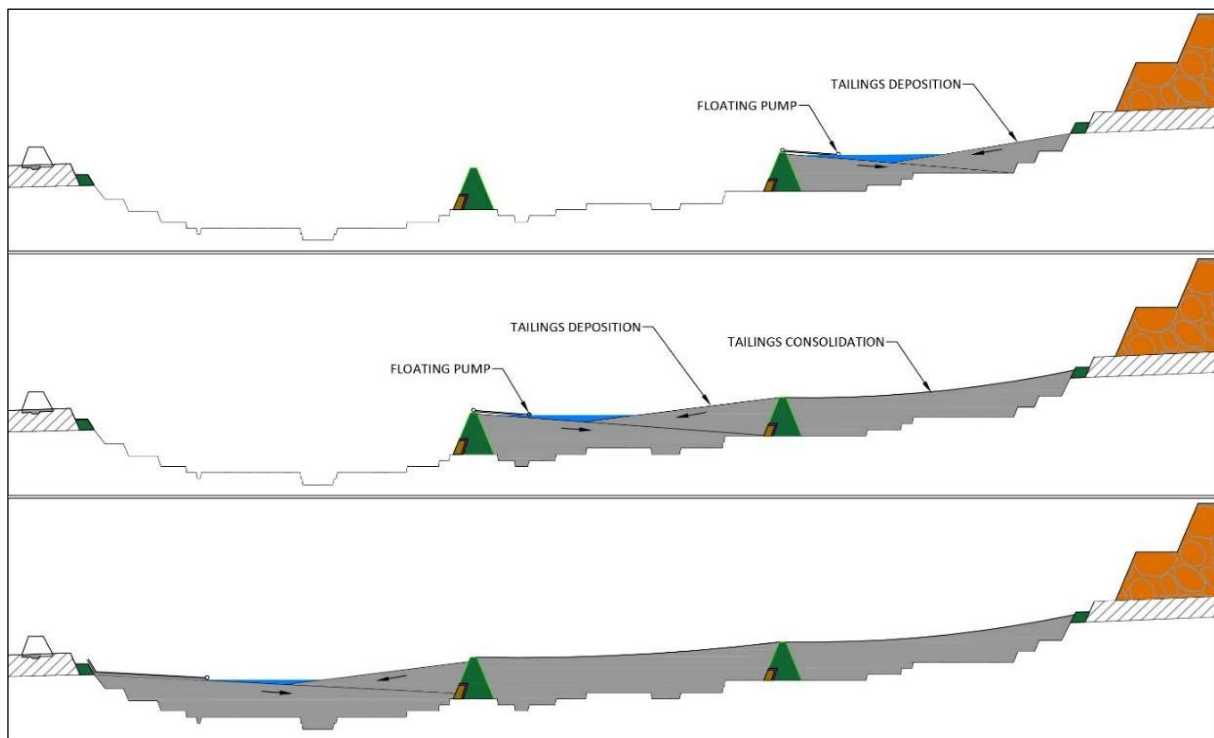 TAILINGS DEPOSITION
FLOATING PUMP
TAILINGS DEPOSITION
TAILINGS CONSOLIDATION
FLOATING PUMP